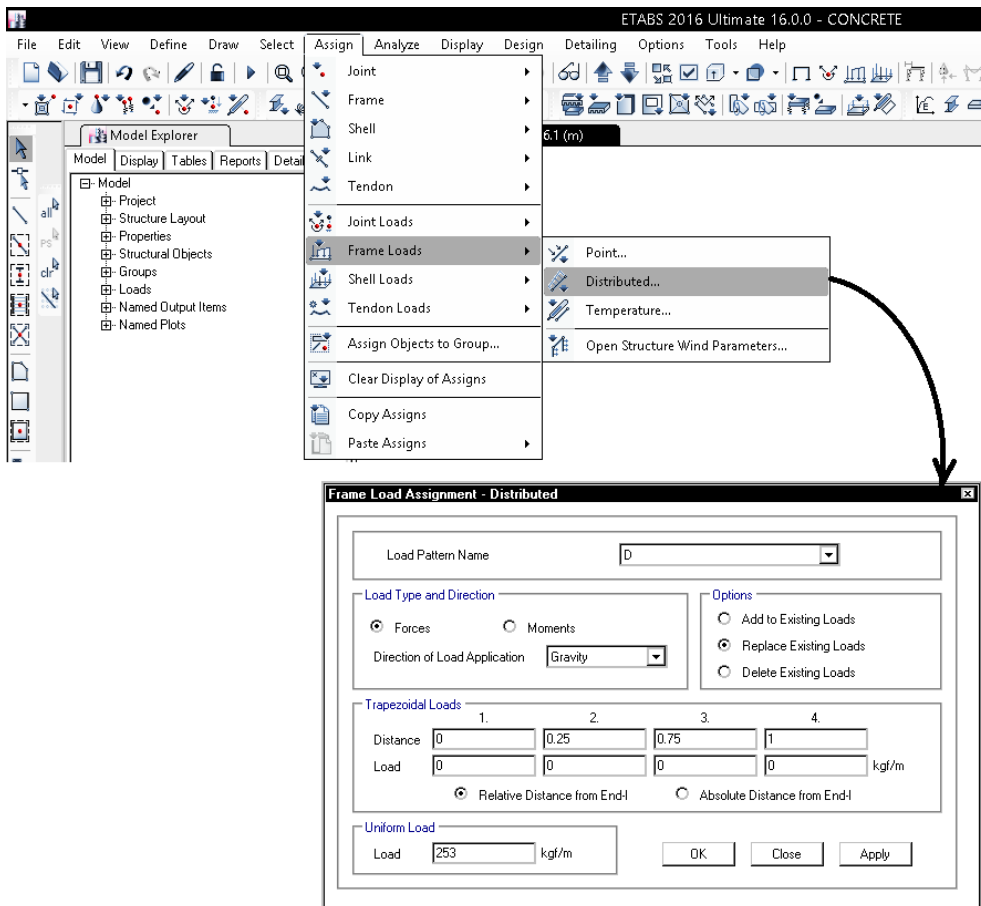 ETABS 2016 Ultimate 16.0.0 - CONCRETE
File Edit View Define Draw Select Assign Analyze Display Design Detailing Options Tools Help
Model Explorer
6.1 (m)
Model Display Tables Reports Detail
Model
Project
Structure Layout
Properties
Structural Objects
Groups
Loads
Named Output Items
Named Plots
all
PS
clr
Joint
Frame
Shell
Link
Tendon
Joint Loads
Frame Loads
Shell Loads
Tendon Loads
Assign Objects to Group...
Clear Display of Assigns
Copy Assigns
Paste Assigns
Point...
Distributed...
Temperature...
Open Structure Wind Parameters...
Frame Load Assignment - Distributed
Load Pattern Name D
Load Type and Direction
Forces Moments
Direction of Load Application Gravity
Options
Add to Existing Loads
Replace Existing Loads
Delete Existing Loads
Trapezoidal Loads
1. 2. 3. 4.
Distance 0 0.25 0.75 1
Load 0 0 0 0 kgf/m
Relative Distance from End-I Absolute Distance from End-I
Uniform Load
Load 253 kgf/m
OK Close Apply